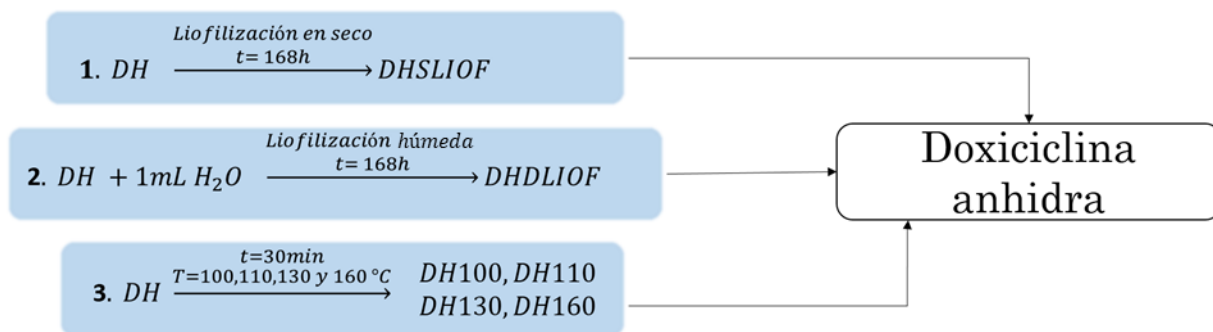 Liofilización en seco
t= 168h
1. DH DHSLIOF
Liofilización húmeda
t= 168h
2. DH + 1mL H₂O DHDLIOF
t=30min
T=100,110,130 y 160 °C
3. DH DH100, DH110
DH130, DH160
Doxiciclina
anhidra